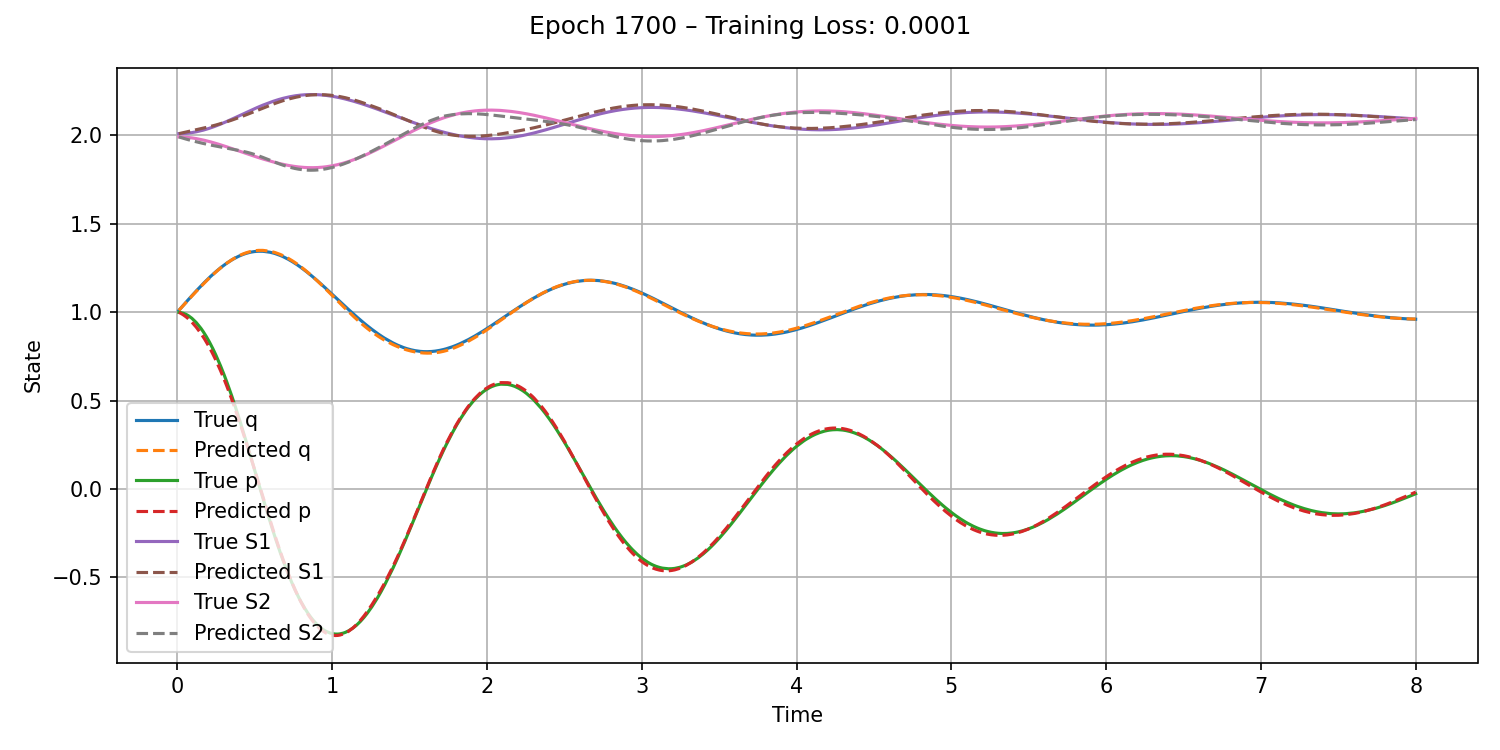 Epoch 1700 – Training Loss: 0.0001
State
2.0
1.5
1.0
0.5
0.0
−0.5
True q
Predicted q
True p
Predicted p
True S1
Predicted S1
True S2
Predicted S2
0 1 2 3 4 5 6 7 8
Time